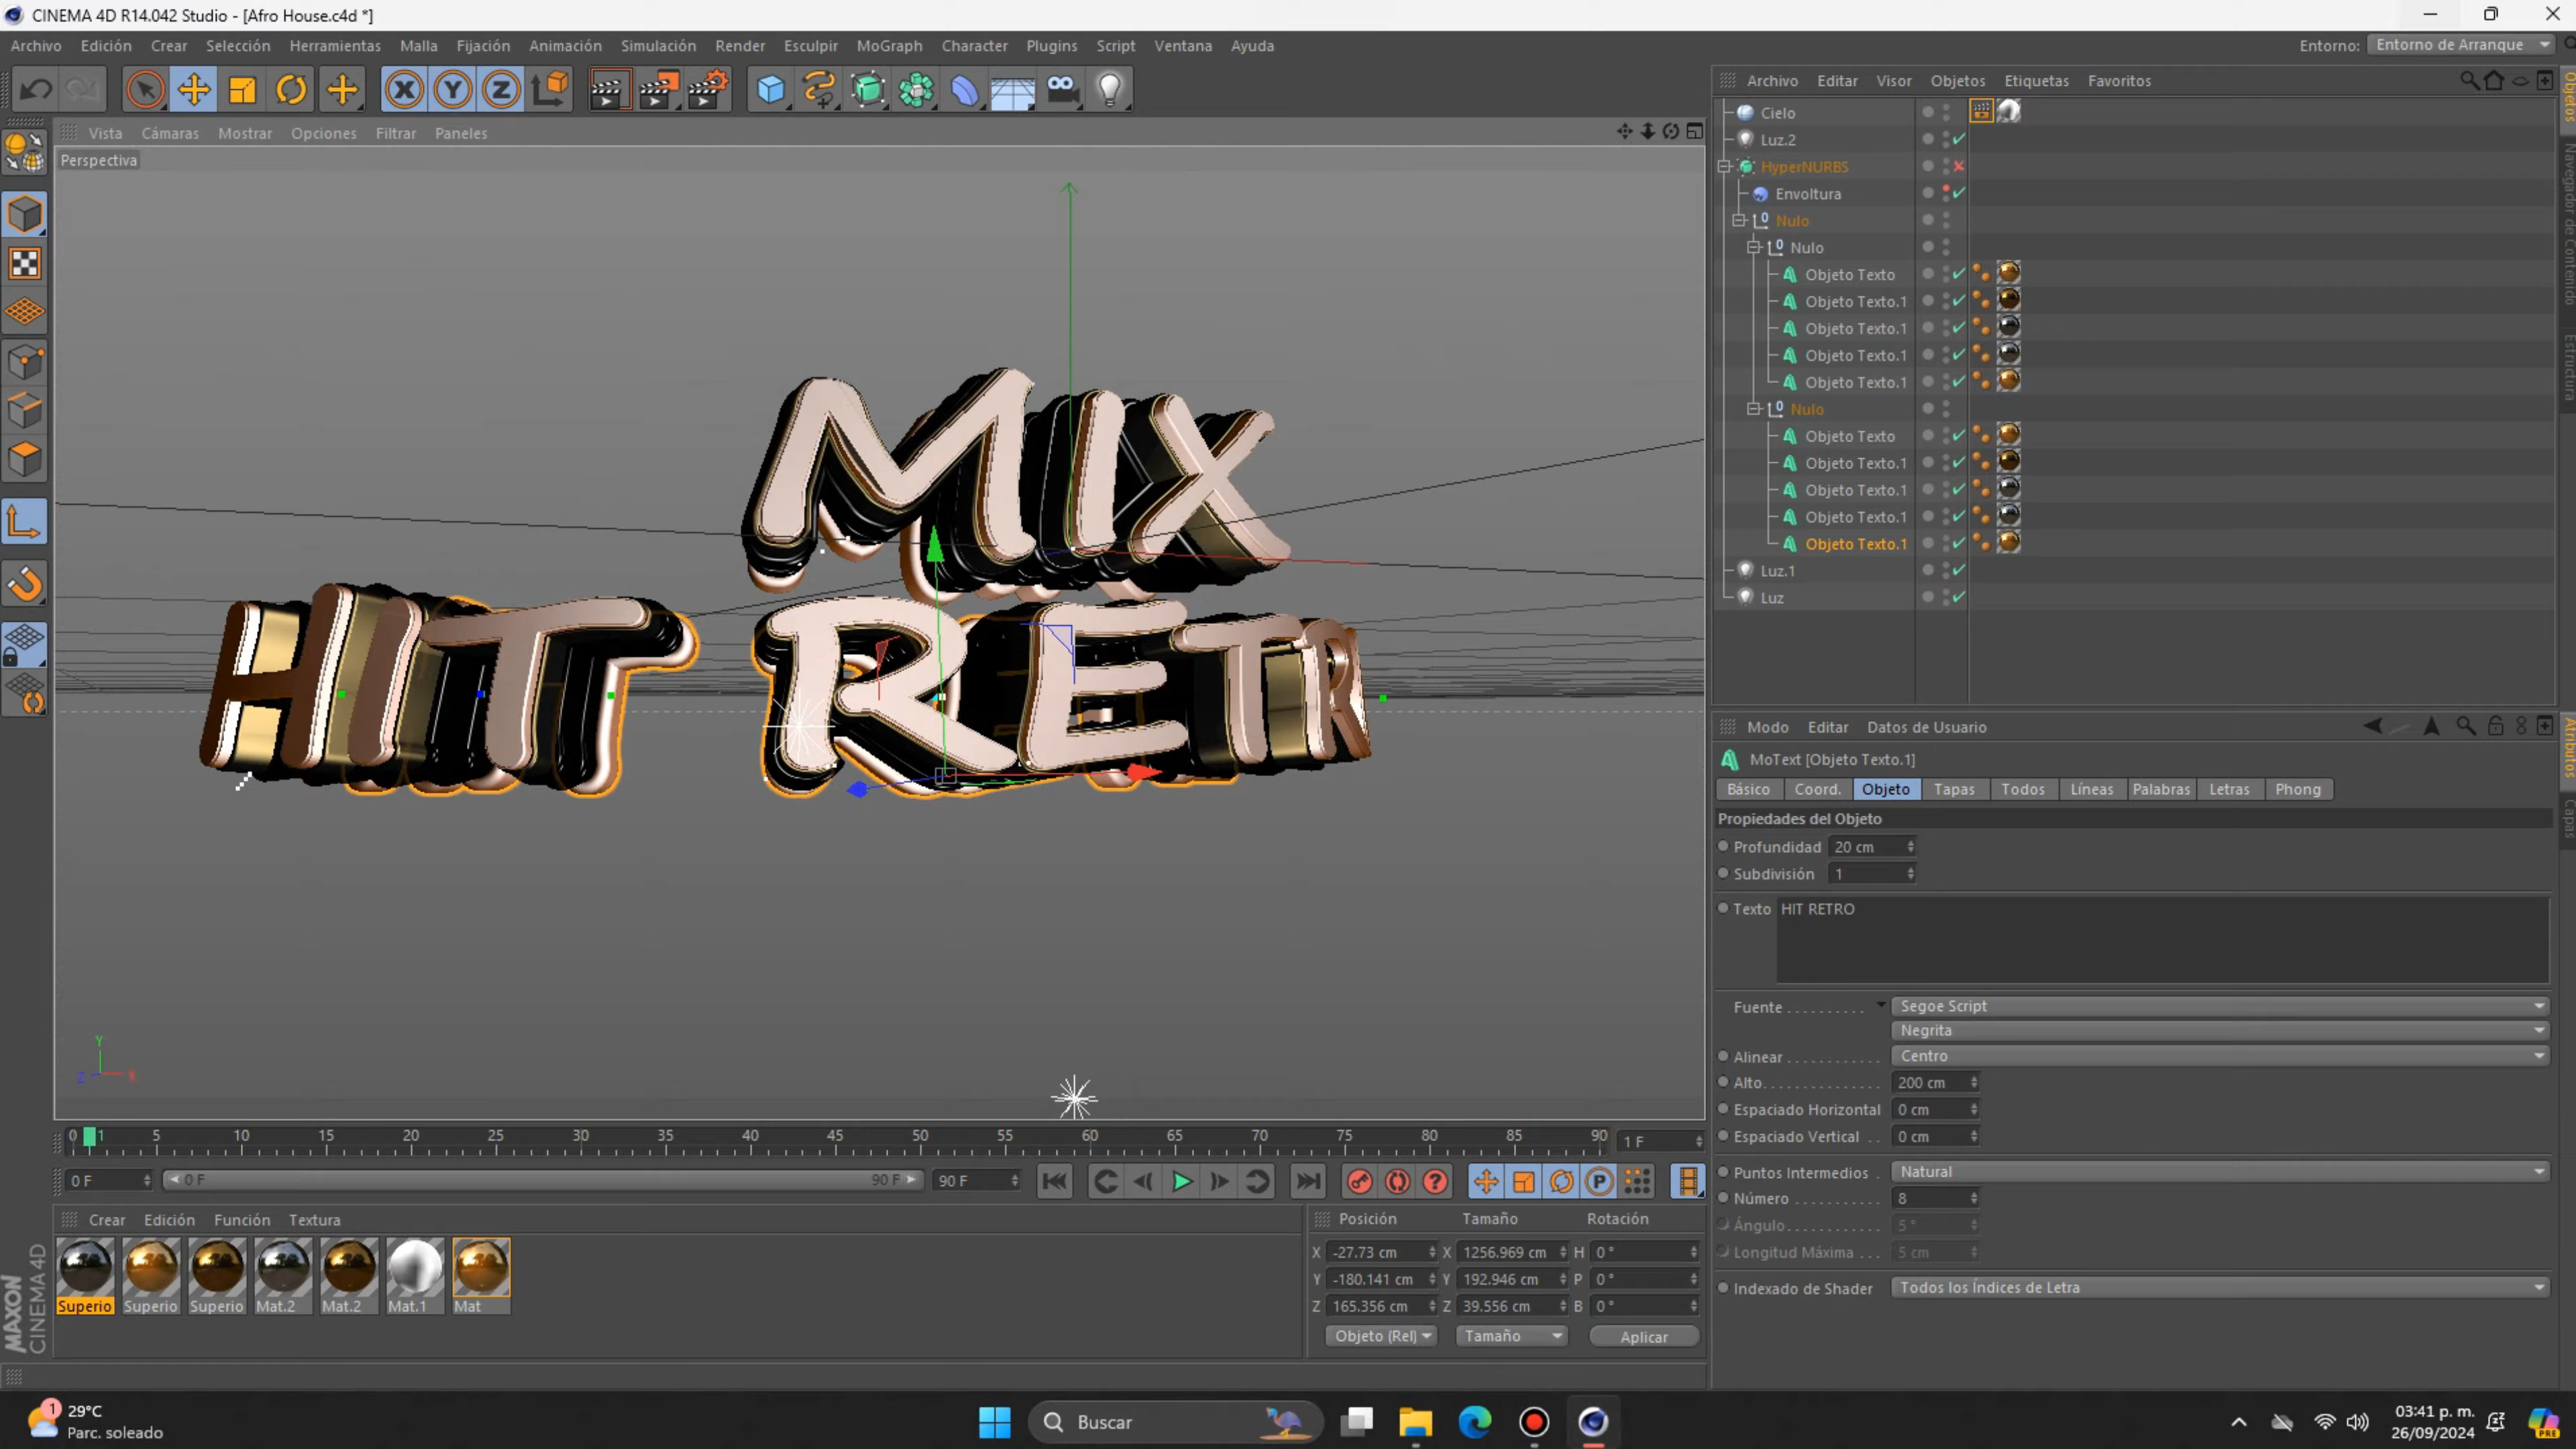 CINEMA 4D R14.042 Studio - [Afro House.c4d *]
Archivo Edición Crear Selección Herramientas Malla Fijación Animación Simulación Render Esculpir MoGraph Character Plugins Script Ventana Ayuda
Entorno: Entorno de Arranque
Archivo Editar Visor Objetos Etiquetas Favoritos
Objetos
Navegador de Contenido
Estructura
Vista Cámaras Mostrar Opciones Filtrar Paneles
Perspectiva
Cielo
Luz.2
HyperNURBS
Envoltura
Nulo
Nulo
Objeto Texto
Objeto Texto.1
Objeto Texto.1
Objeto Texto.1
Objeto Texto.1
Nulo
Objeto Texto
Objeto Texto.1
Objeto Texto.1
Objeto Texto.1
Objeto Texto.1
Luz.1
Luz
MIX
HIT RETR
Y
Z X
Modo Editar Datos de Usuario
Atributos
Capas
MoText [Objeto Texto.1]
Básico Coord. Objeto Tapas Todos Líneas Palabras Letras Phong
Propiedades del Objeto
Profundidad 20 cm
Subdivisión 1
Texto HIT RETRO
Fuente . . . . . . . . . . Segoe Script
Negrita
Alinear . . . . . . . . . . . . Centro
Alto. . . . . . . . . . . . . . . 200 cm
Espaciado Horizontal 0 cm
Espaciado Vertical . . 0 cm
Puntos Intermedios . Natural
Número . . . . . . . . . . . 8
Ángulo. . . . . . . . . . . . 5 °
Longitud Máxima . . . 5 cm
Indexado de Shader Todos los Índices de Letra
0 1 5 10 15 20 25 30 35 40 45 50 55 60 65 70 75 80 85 90 1 F
0 F 0 F 90 F 90 F
Crear Edición Función Textura
Superio Superio Superio Mat.2 Mat.2 Mat.1 Mat
Posición Tamaño Rotación
X -27.73 cm X 1256.969 cm H 0 °
Y -180.141 cm Y 192.946 cm P 0 °
Z 165.356 cm Z 39.556 cm B 0 °
Objeto (Rel) Tamaño Aplicar
MAXON
CINEMA 4D
1
29°C
Parc. soleado
Buscar
03:41 p. m.
26/09/2024
PRE